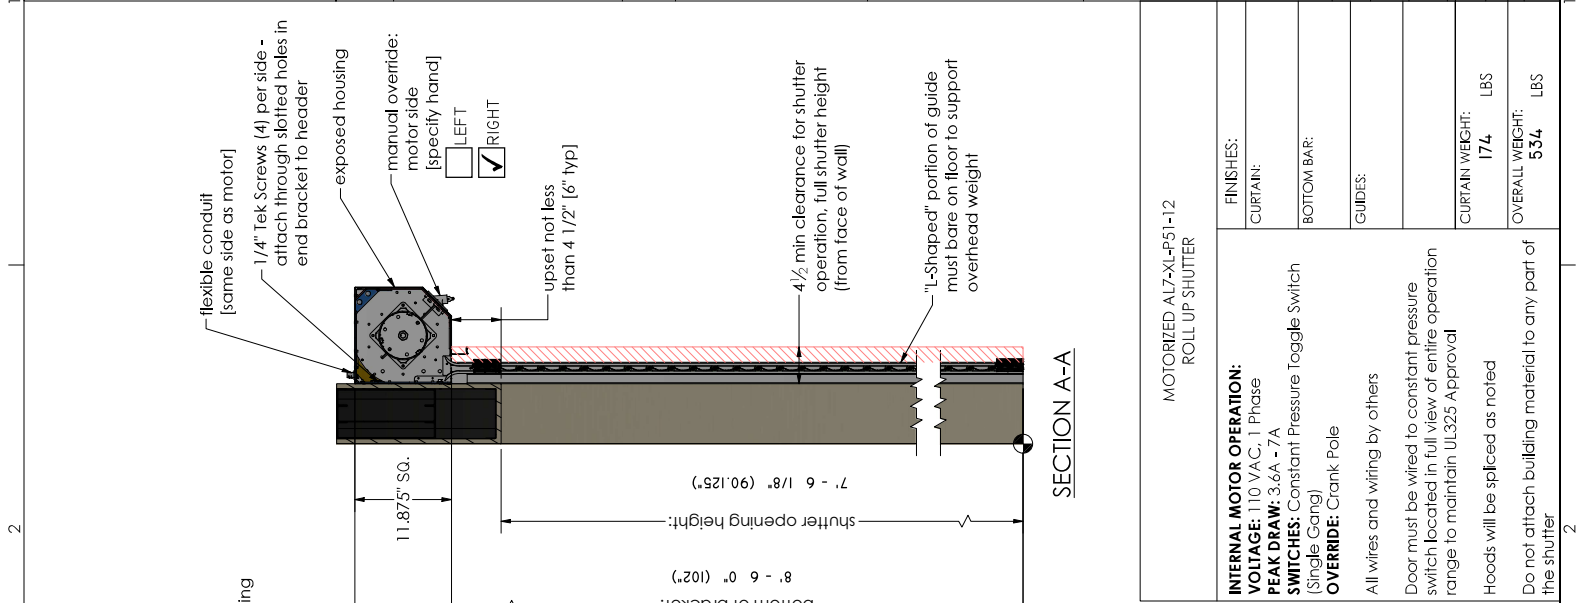 flexible conduit
[same side as motor]
1/4" Tek Screws (4) per side -
attach through slotted holes in
end bracket to header
exposed housing
manual override:
motor side
[specify hand]
LEFT
RIGHT
upset not less
than 4 1/2" [6" typ]
4½ min clearance for shutter
operation, full shutter height
(from face of wall)
"L-Shaped" portion of guide
must bare on floor to support
overhead weight
11.875" SQ.
shutter opening height:
7' - 6 1/8" (90.125")
bottom of bracket:
8' - 6 0" (102")
ing
SECTION A-A
2
MOTORIZED AL7-XL-P51-12
ROLL UP SHUTTER
INTERNAL MOTOR OPERATION:
VOLTAGE: 110 VAC, 1 Phase
PEAK DRAW: 3.6A - 7A
SWITCHES: Constant Pressure Toggle Switch
(Single Gang)
OVERRIDE: Crank Pole
All wires and wiring by others
Door must be wired to constant pressure
switch located in full view of entire operation
range to maintain UL325 Approval
Hoods will be spliced as noted
Do not attach building material to any part of
the shutter
FINISHES:
CURTAIN:
BOTTOM BAR:
GUIDES:
CURTAIN WEIGHT:
174 LBS
OVERALL WEIGHT:
534 LBS
2